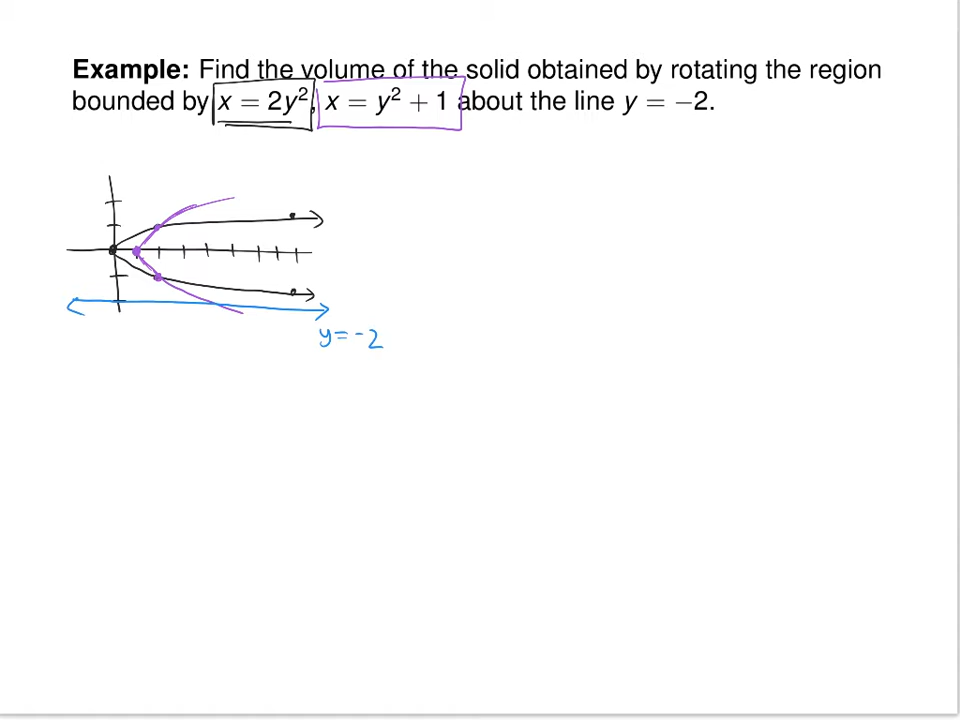 Example: Find the volume of the solid obtained by rotating the region
bounded by x = 2y², x = y² + 1 about the line y = −2.
y = -2